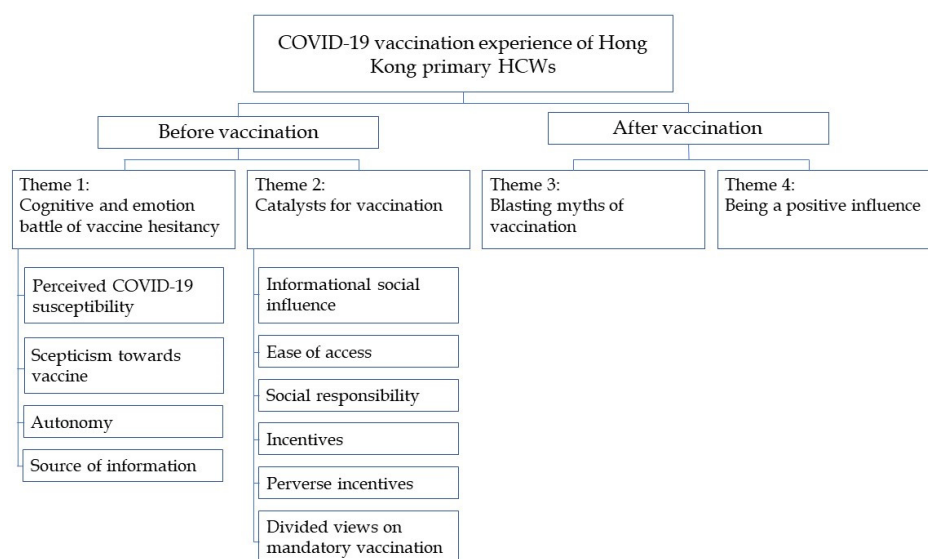 COVID-19 vaccination experience of Hong
Kong primary HCWs
Before vaccination
After vaccination
Theme 1:
Cognitive and emotion
battle of vaccine hesitancy
Theme 2:
Catalysts for vaccination
Theme 3:
Blasting myths of
vaccination
Theme 4:
Being a positive influence
Perceived COVID-19
susceptibility
Scepticism towards
vaccine
Autonomy
Source of information
Informational social
influence
Ease of access
Social responsibility
Incentives
Perverse incentives
Divided views on
mandatory vaccination